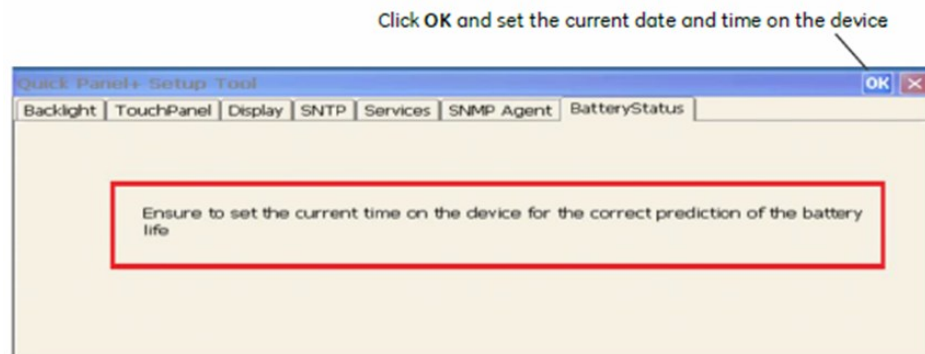 Click OK and set the current date and time on the device
Quick Panel+ Setup Tool
OK
Backlight TouchPanel Display SNTP Services SNMP Agent BatteryStatus
Ensure to set the current time on the device for the correct prediction of the battery
life